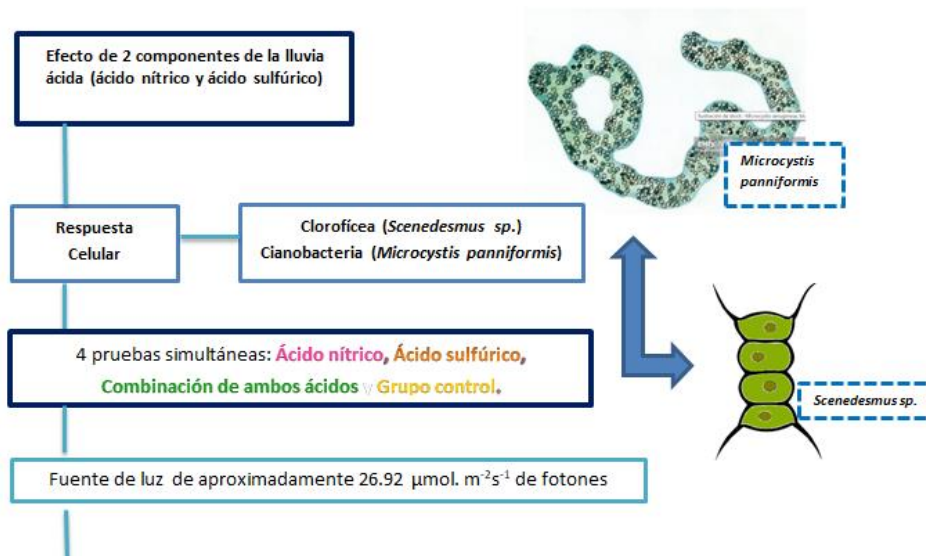 Efecto de 2 componentes de la lluvia
ácida (ácido nítrico y ácido sulfúrico)
Microcystis
panniformis
Respuesta
Celular
Clorofícea (Scenedesmus sp.)
Cianobacteria (Microcystis panniformis)
4 pruebas simultáneas: Ácido nítrico, Ácido sulfúrico,
Combinación de ambos ácidos y Grupo control.
Scenedesmus sp.
Fuente de luz de aproximadamente 26.92 µmol. m⁻²s⁻¹ de fotones